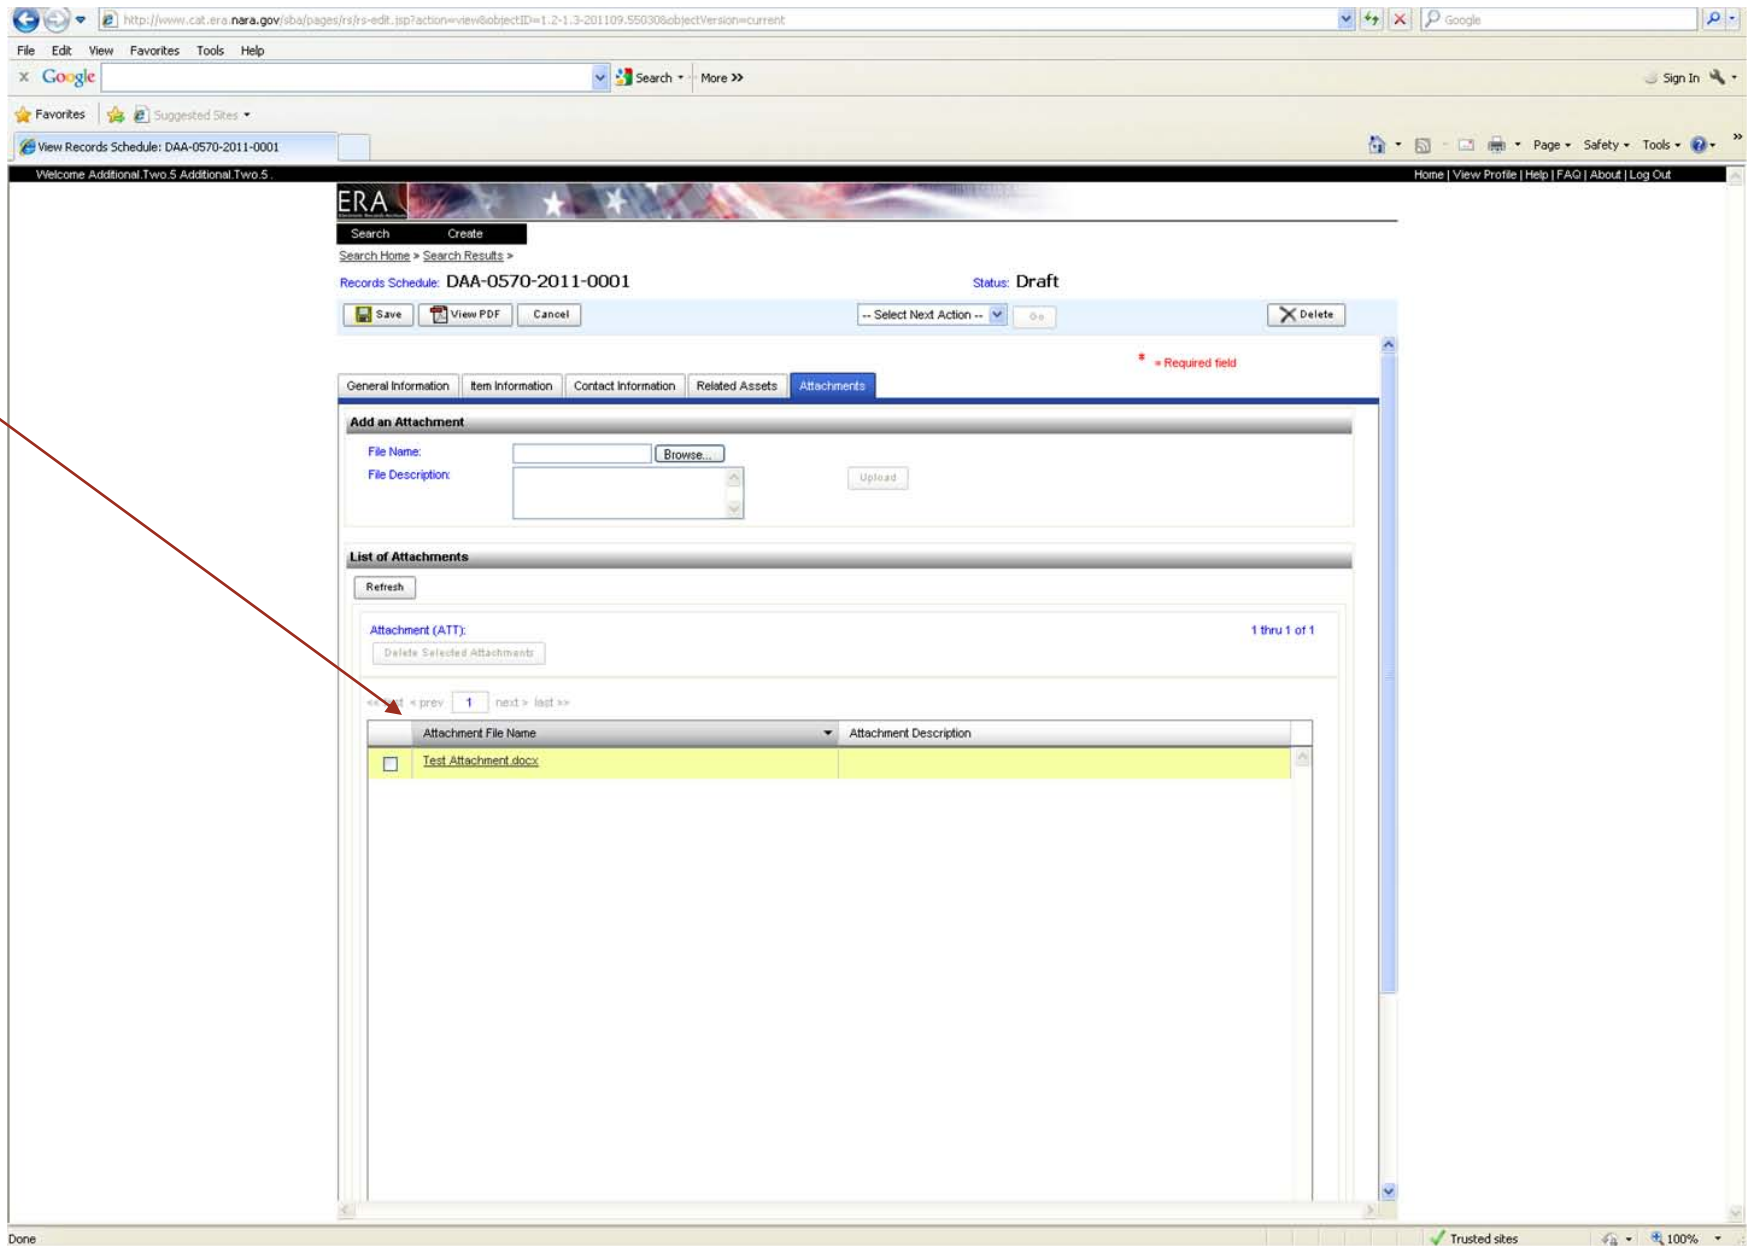 http://www.cat.era.nara.gov/sba/pages/rs/rs-edit.jsp?action=view&objectID=1.2-1.3-201109.55030&objectVersion=current
Google
File Edit View Favorites Tools Help
x Google Search More >>
Sign In
Favorites Suggested Sites
View Records Schedule: DAA-0570-2011-0001
Page Safety Tools
Welcome Additional.Two.5 Additional.Two.5 .
Home | View Profile | Help | FAQ | About | Log Out
ERA
Search Create
Search Home > Search Results >
Records Schedule: DAA-0570-2011-0001 Status: Draft
Save View PDF Cancel -- Select Next Action -- Go Delete
* = Required field
General Information Item Information Contact Information Related Assets Attachments
Add an Attachment
File Name: Browse...
File Description: Upload
List of Attachments
Refresh
Attachment (ATT): 1 thru 1 of 1
Delete Selected Attachments
< prev 1 next > last >>
Attachment File Name Attachment Description
Test Attachment.docx
Done Trusted sites 100%